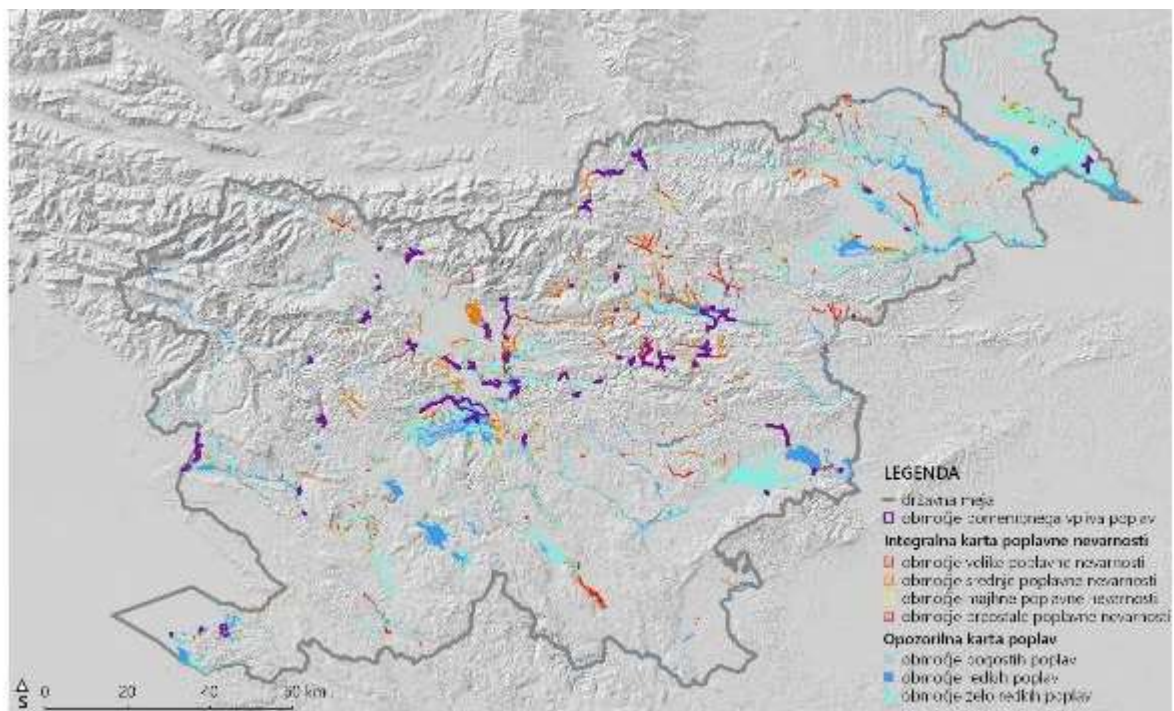 LEGENDA
državna meja
območje pomembnega vpliva poplav
Integralna karta poplavne nevarnosti
območje velike poplavne nevarnosti
območje srednje poplavne nevarnosti
območje majhne poplavne nevarnosti
območje preostale poplavne nevarnosti
Opozorilna karta poplav
območje pogostih poplav
območje redkih poplav
območje zelo redkih poplav
S 0 20 40 60 km